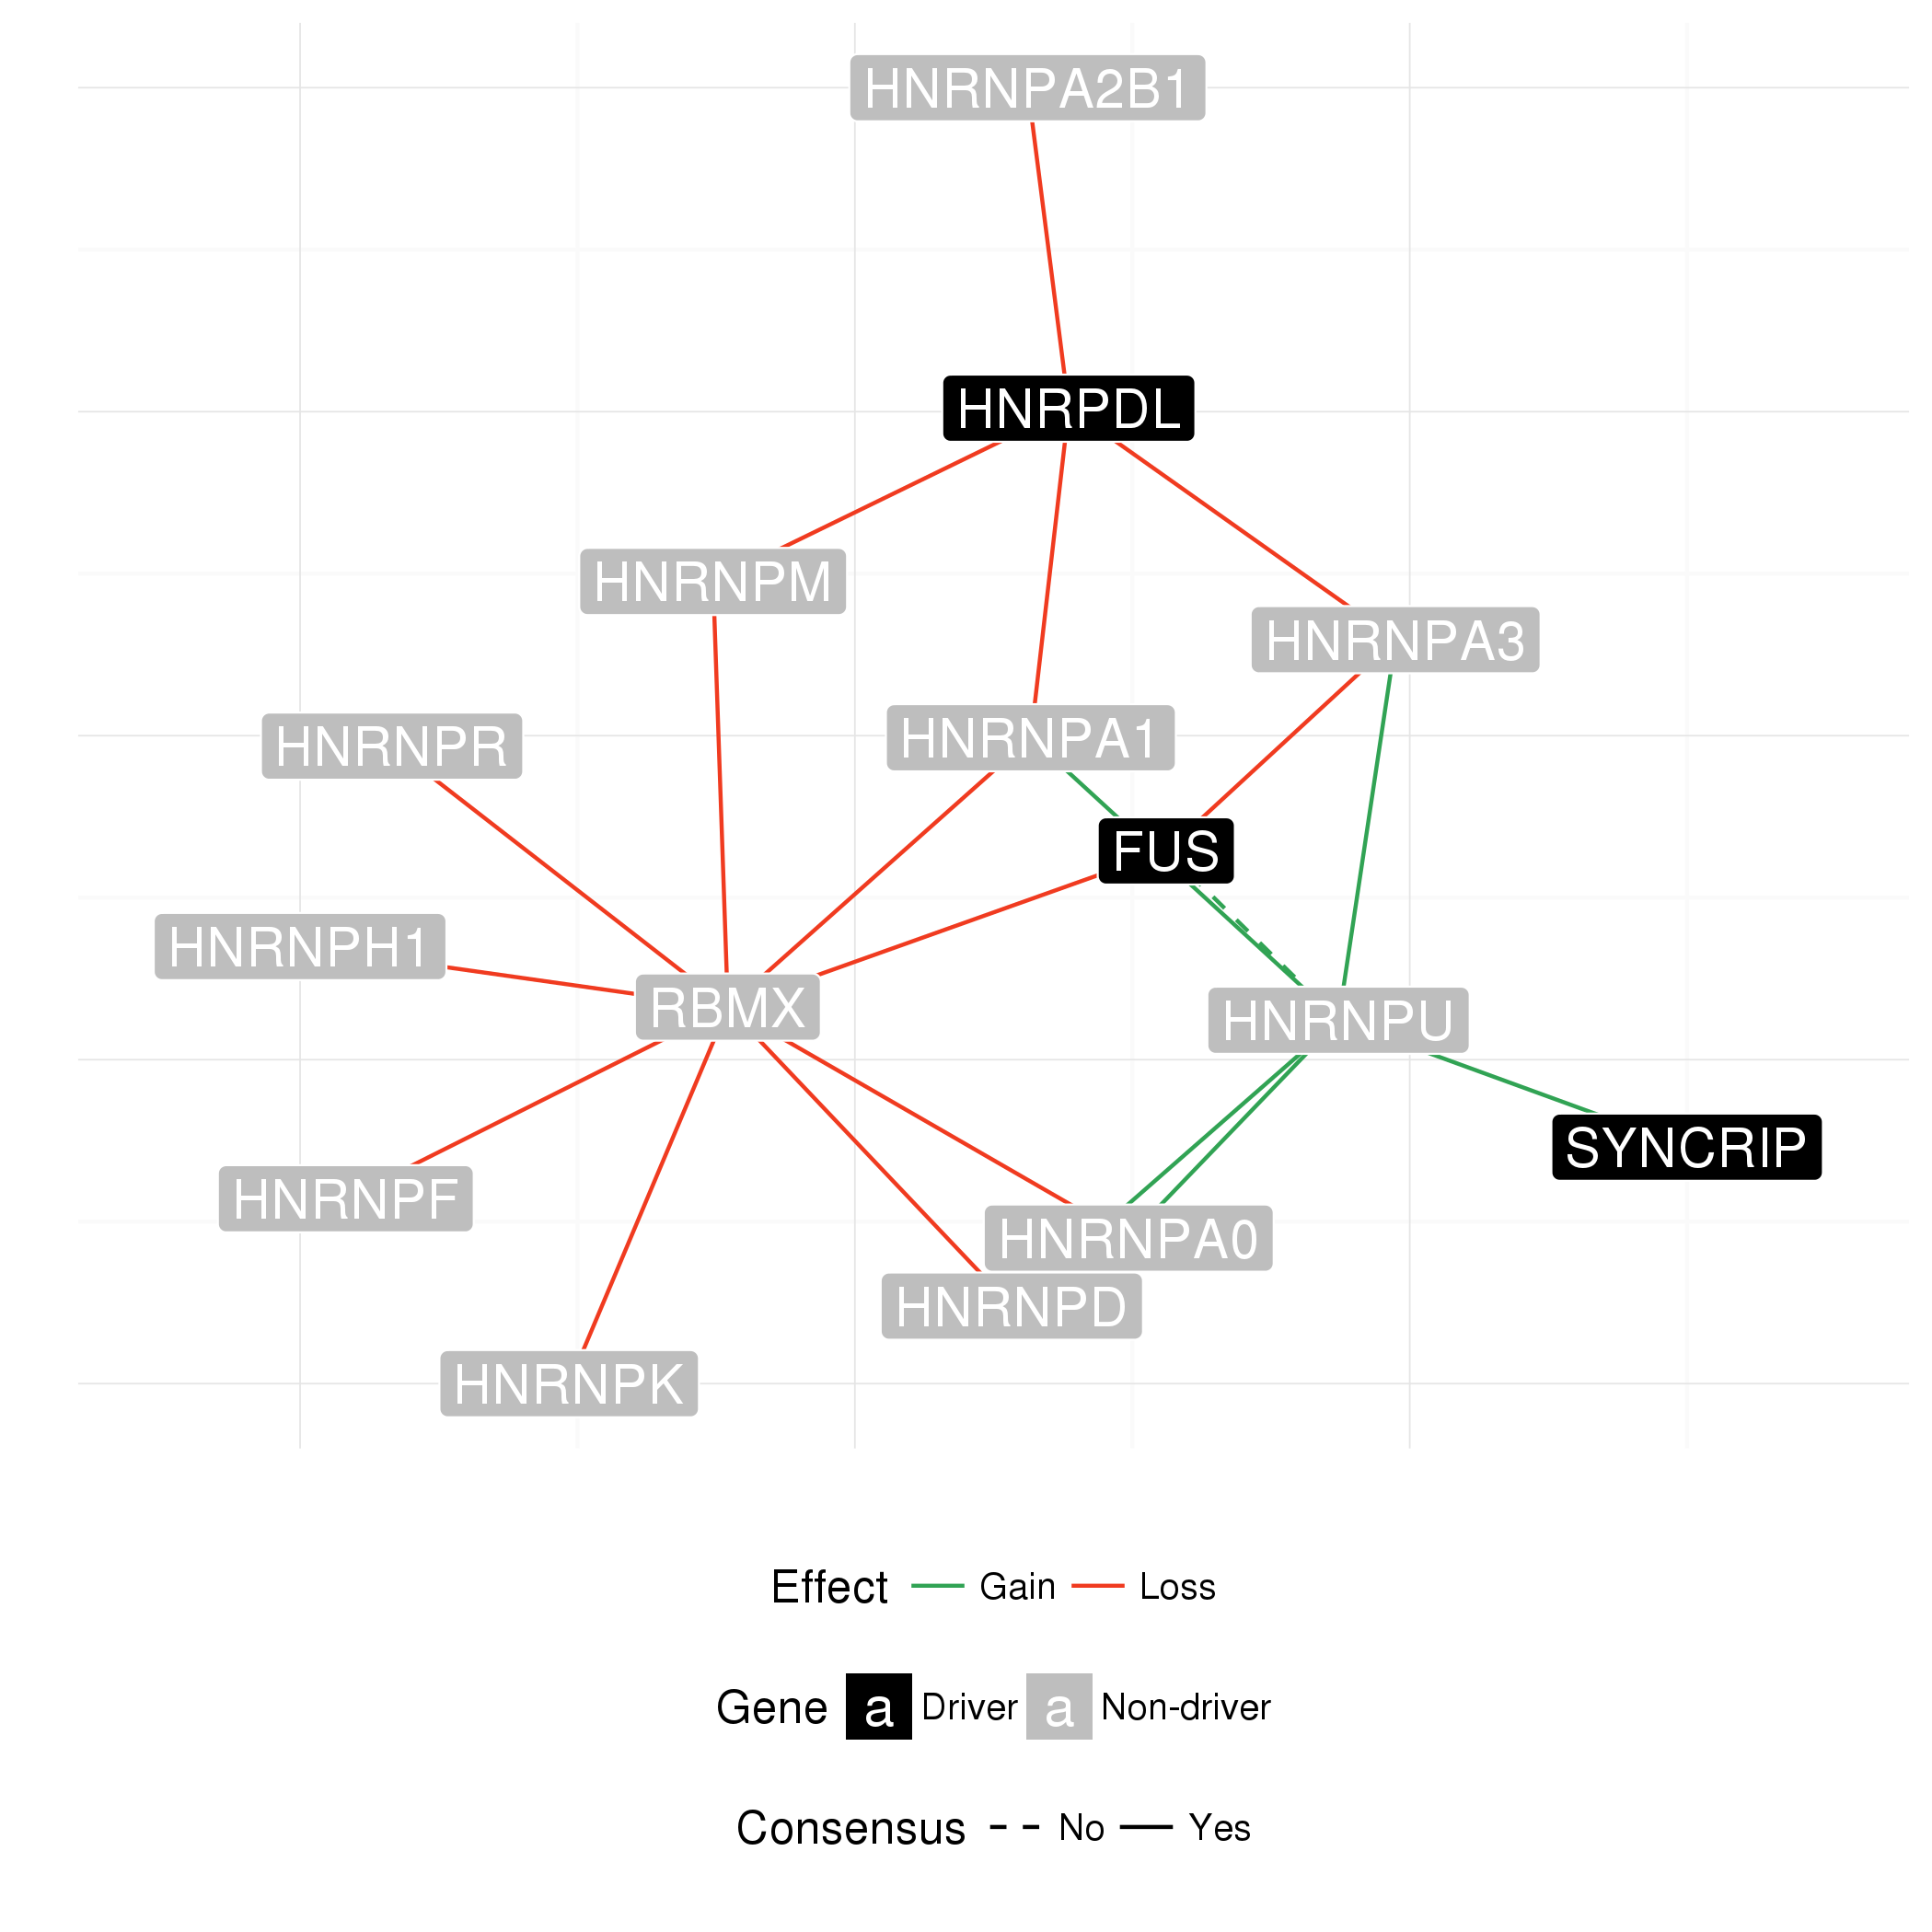 HNRNPA2B1
HNRPDL
HNRNPM
HNRNPA3
HNRNPR
HNRNPA1
FUS
HNRNPH1
RBMX
HNRNPU
SYNCRIP
HNRNPF
HNRNPA0
HNRNPD
HNRNPK
Effect Gain Loss
Gene a Driver a Non-driver
Consensus No Yes